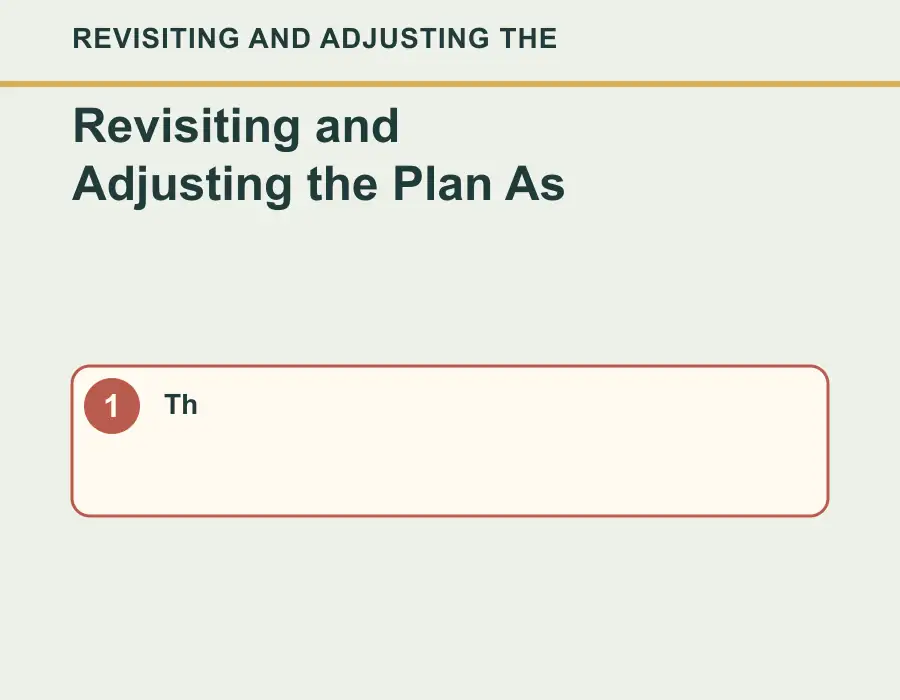 REVISITING AND ADJUSTING THE
Revisiting and
Adjusting the Plan As
1
Th